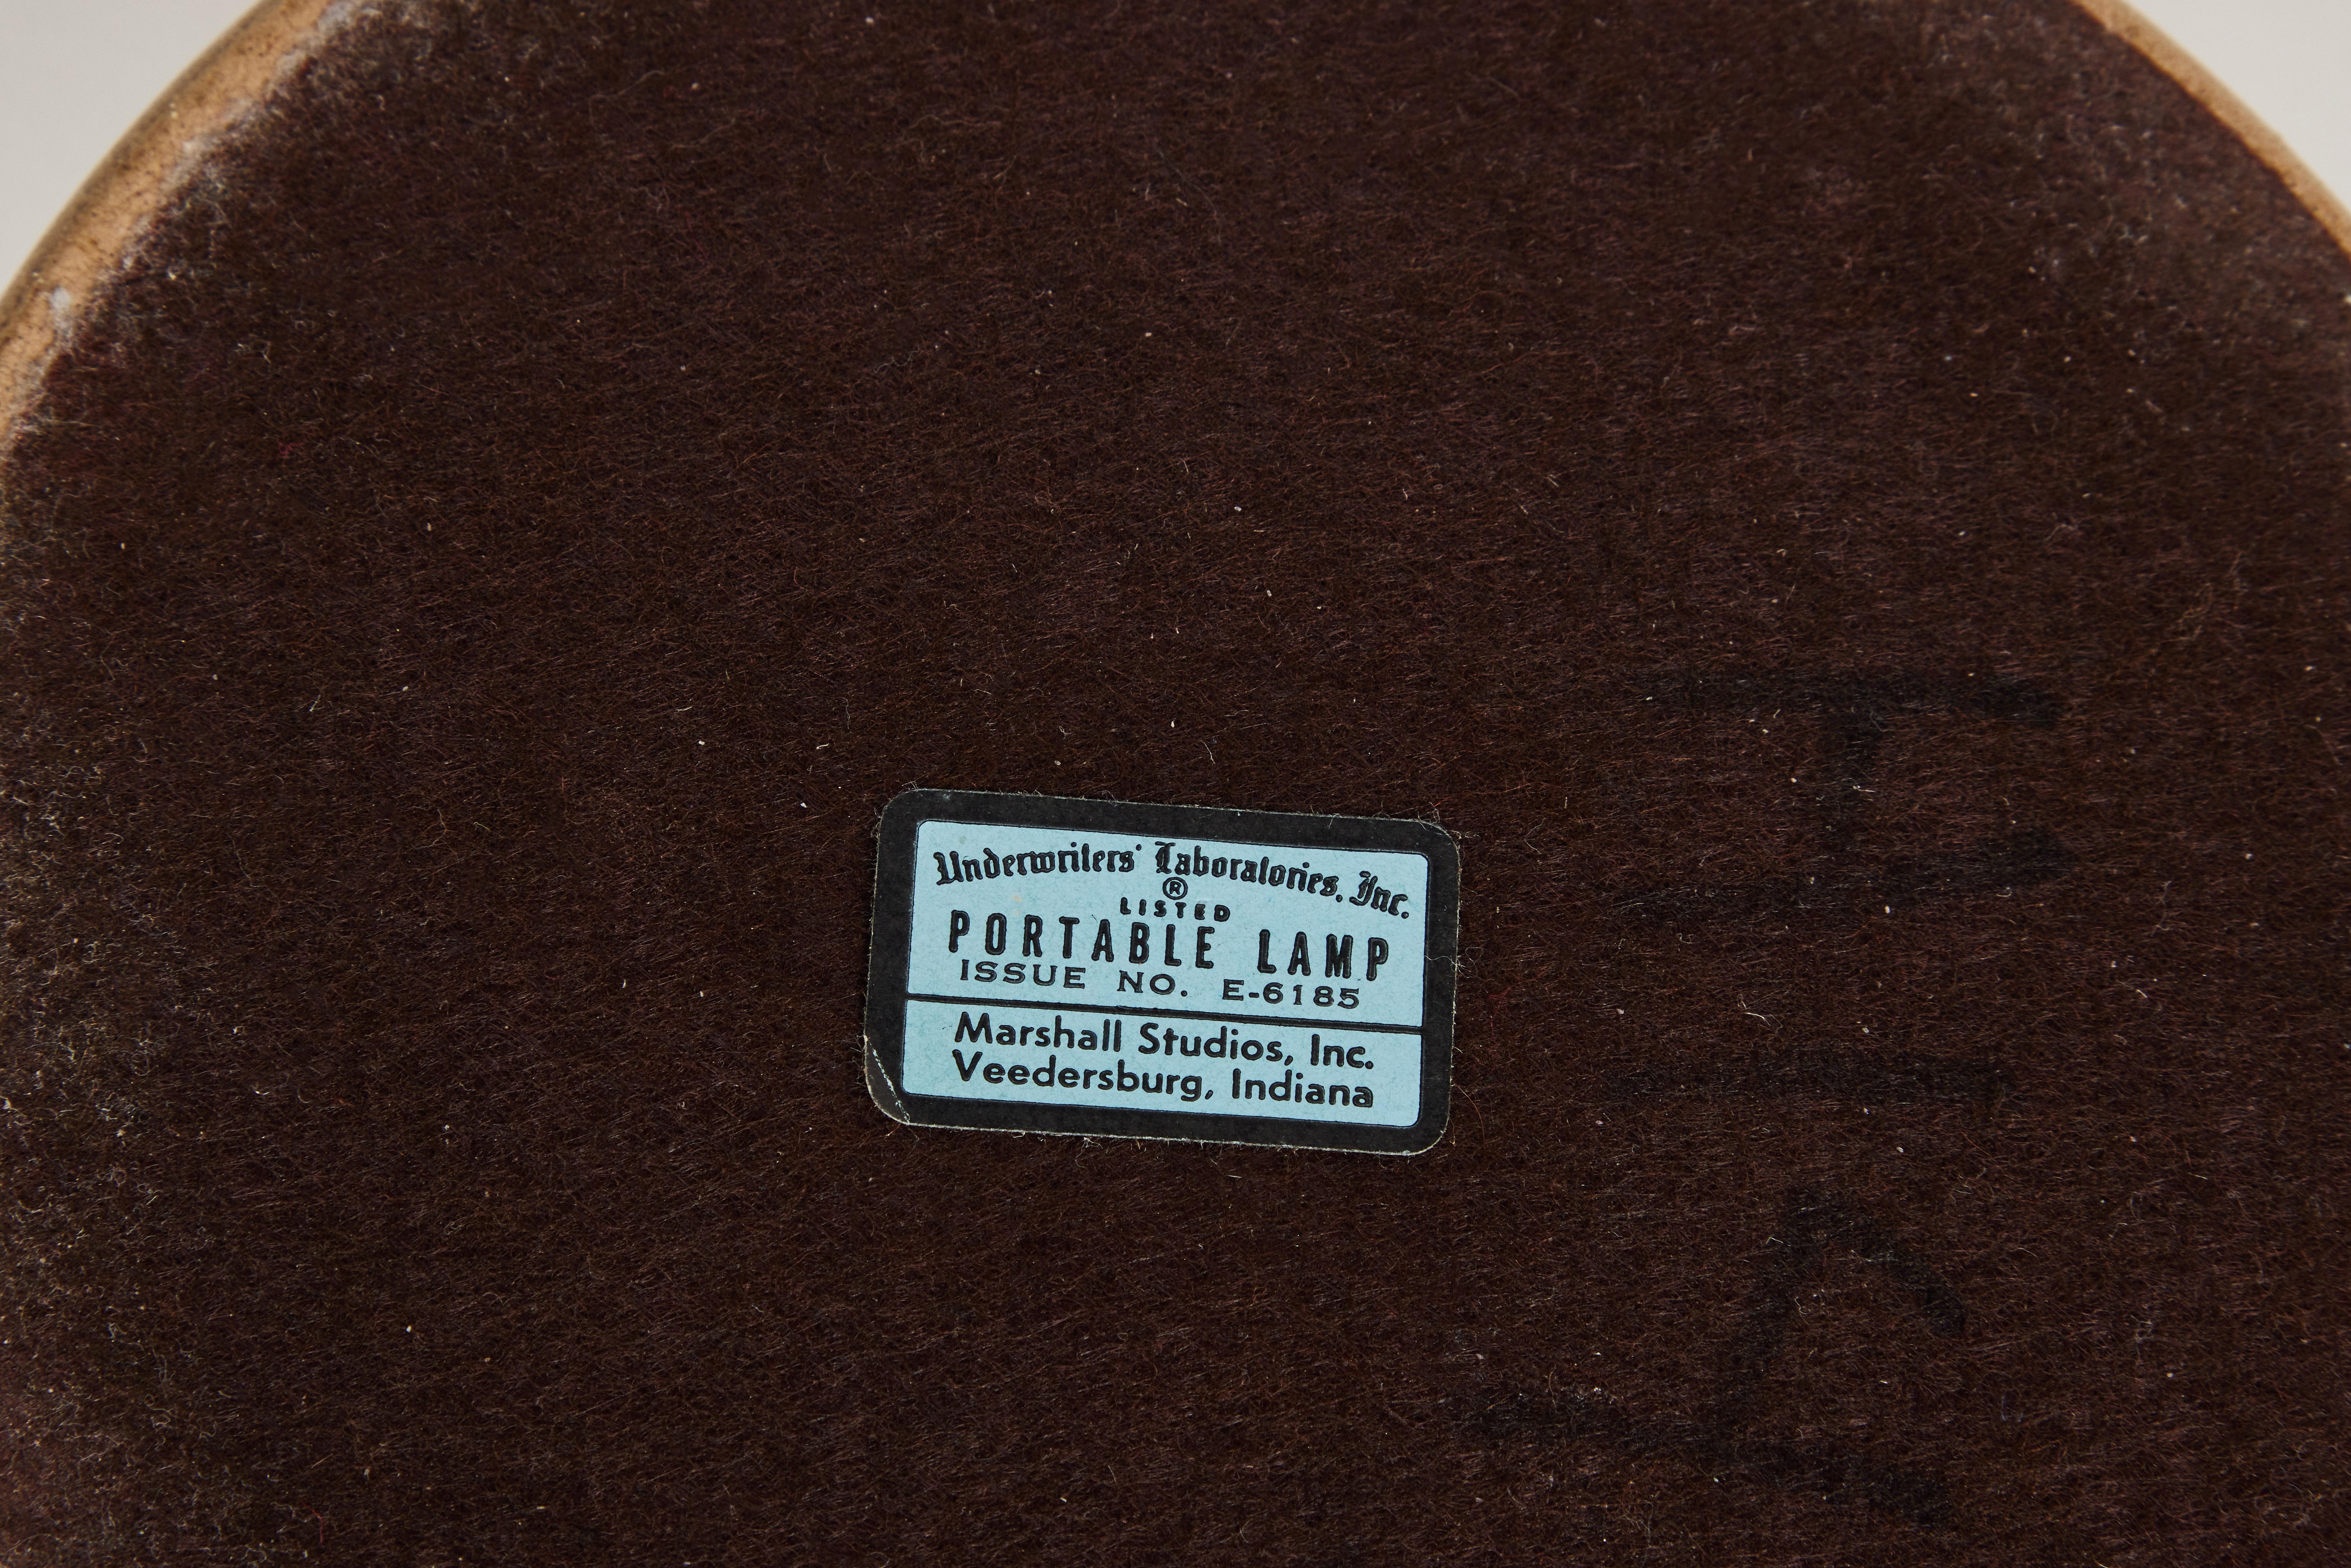 Underwriters' Laboratories, Inc.
®
LISTED
PORTABLE LAMP
ISSUE NO. E-6185
Marshall Studios, Inc.
Veedersburg, Indiana